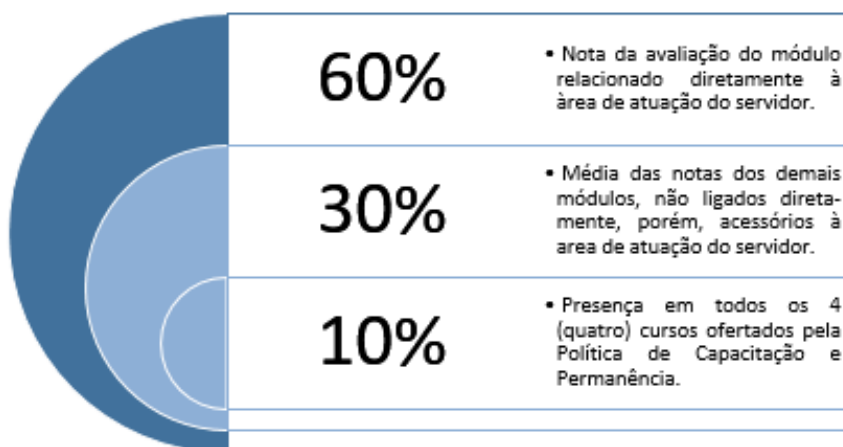 60%
• Nota da avaliação do módulo
relacionado diretamente à
àrea de atuação do servidor.
30%
• Média das notas dos demais
módulos, não ligados direta-
mente, porém, acessórios à
area de atuação do servidor.
10%
• Presença em todos os 4
(quatro) cursos ofertados pela
Política de Capacitação e
Permanência.